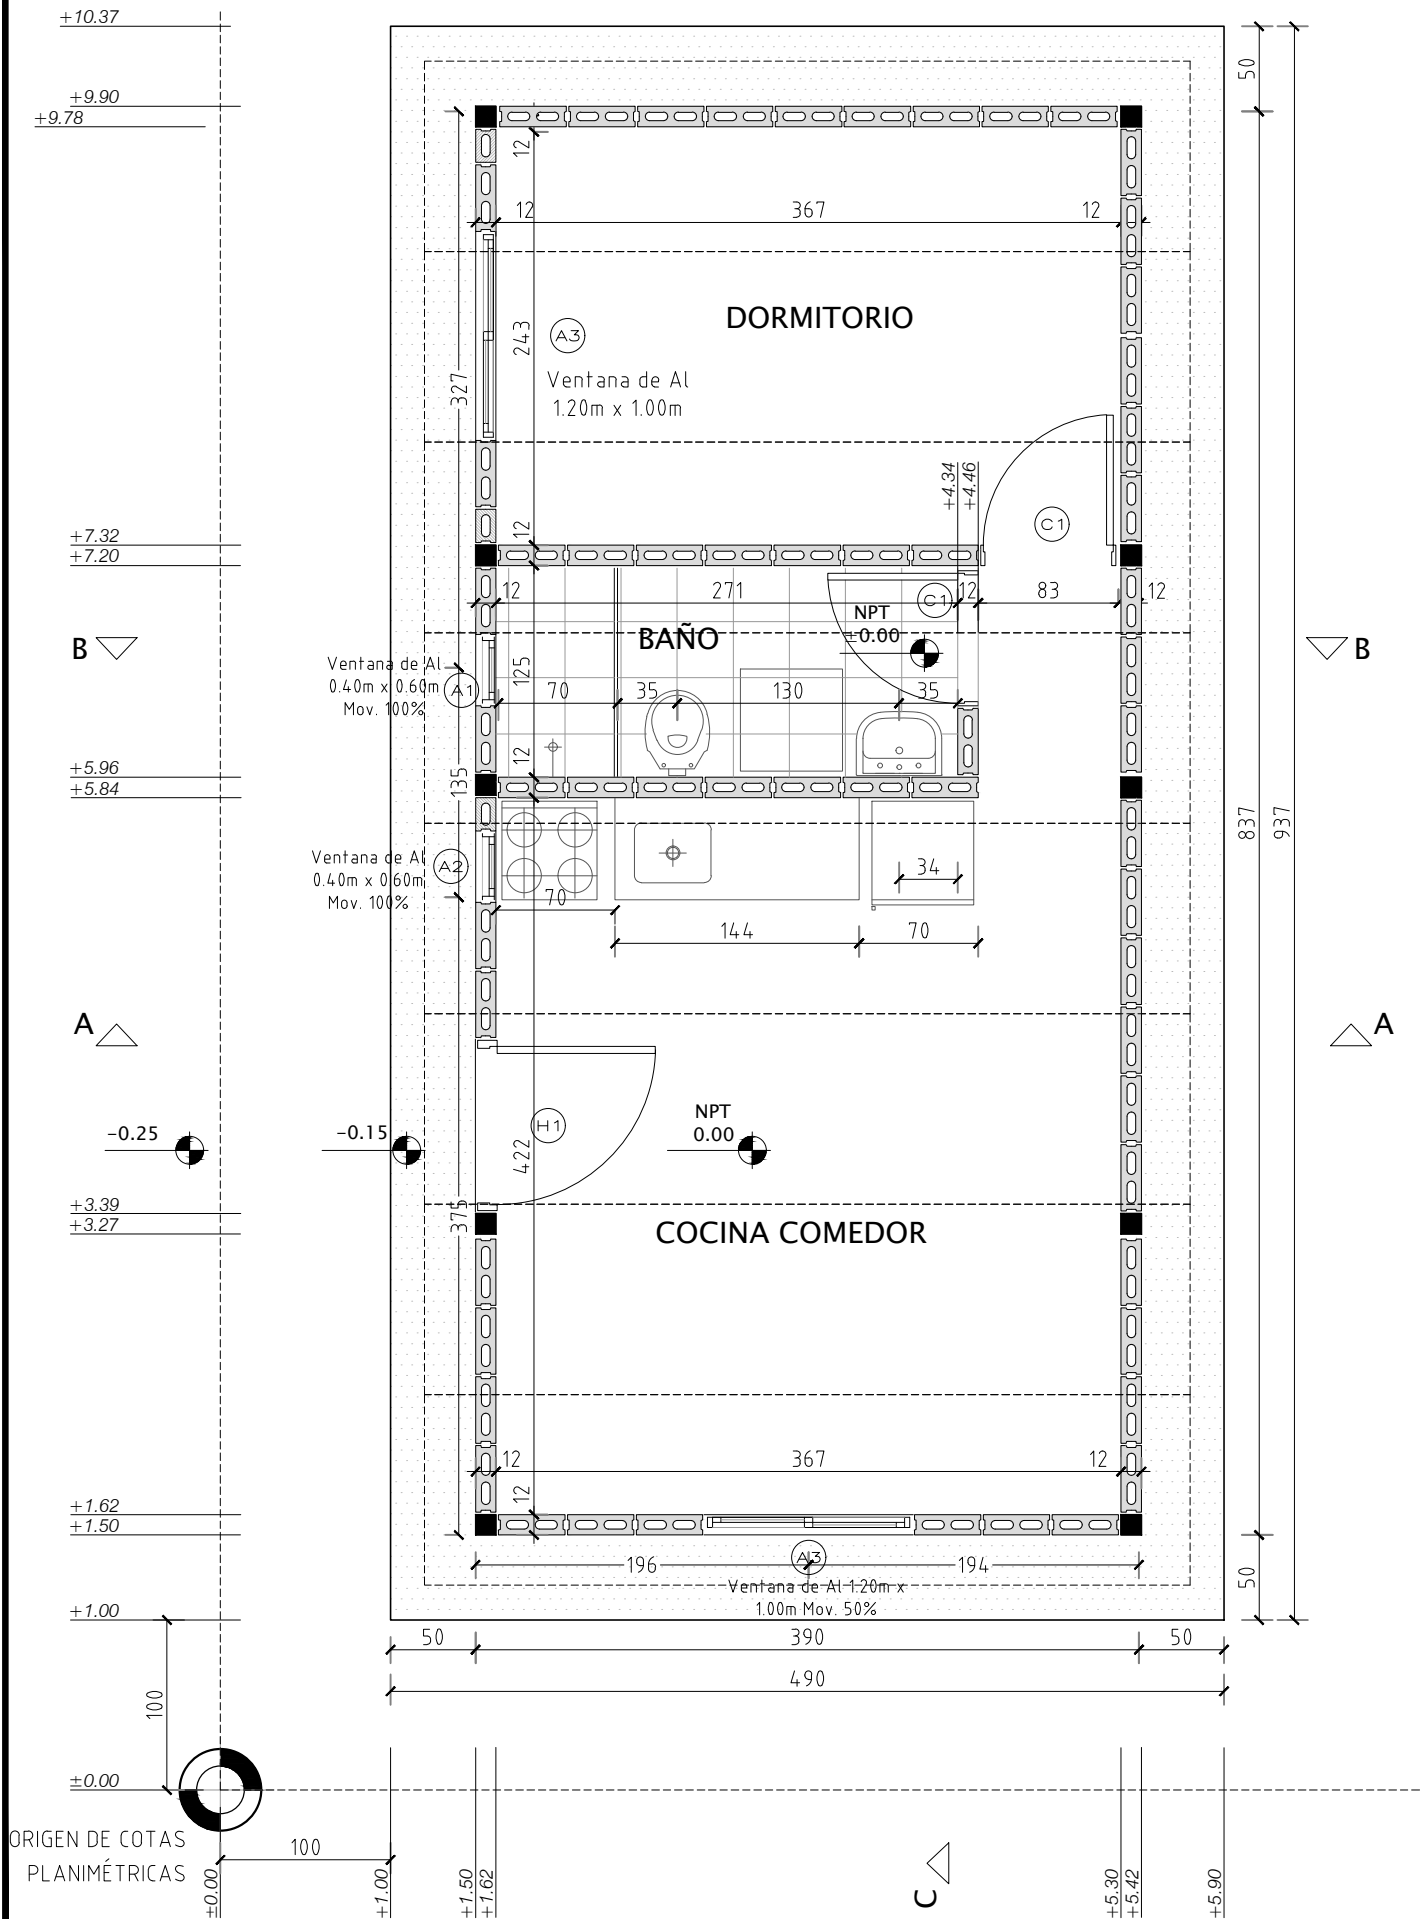 +10.37
50
+9.90
+9.78
12
12
367
12
DORMITORIO
243
A3
327
Ventana de Al
1.20m x 1.00m
+4.34
+4.46
C1
12
+7.32
+7.20
12
271
12
83
12
C1
NPT
±0.00
BAÑO
B
B
Ventana de Al
0.40m x 0.60m
Mov. 100%
A1
125
70
35
130
35
12
+5.96
+5.84
135
837
937
Ventana de Al
0.40m x 0.60m
Mov. 100%
A2
34
70
144
70
A
A
-0.25
-0.15
H1
NPT
0.00
422
+3.39
+3.27
375
COCINA COMEDOR
12
367
12
12
+1.62
+1.50
196
A3
194
Ventana de Al 1.20m x
1.00m Mov. 50%
50
+1.00
50
390
50
490
100
±0.00
ORIGEN DE COTAS
PLANIMÉTRICAS
100
±0.00
+1.00
+1.50
+1.62
C
+5.30
+5.42
+5.90